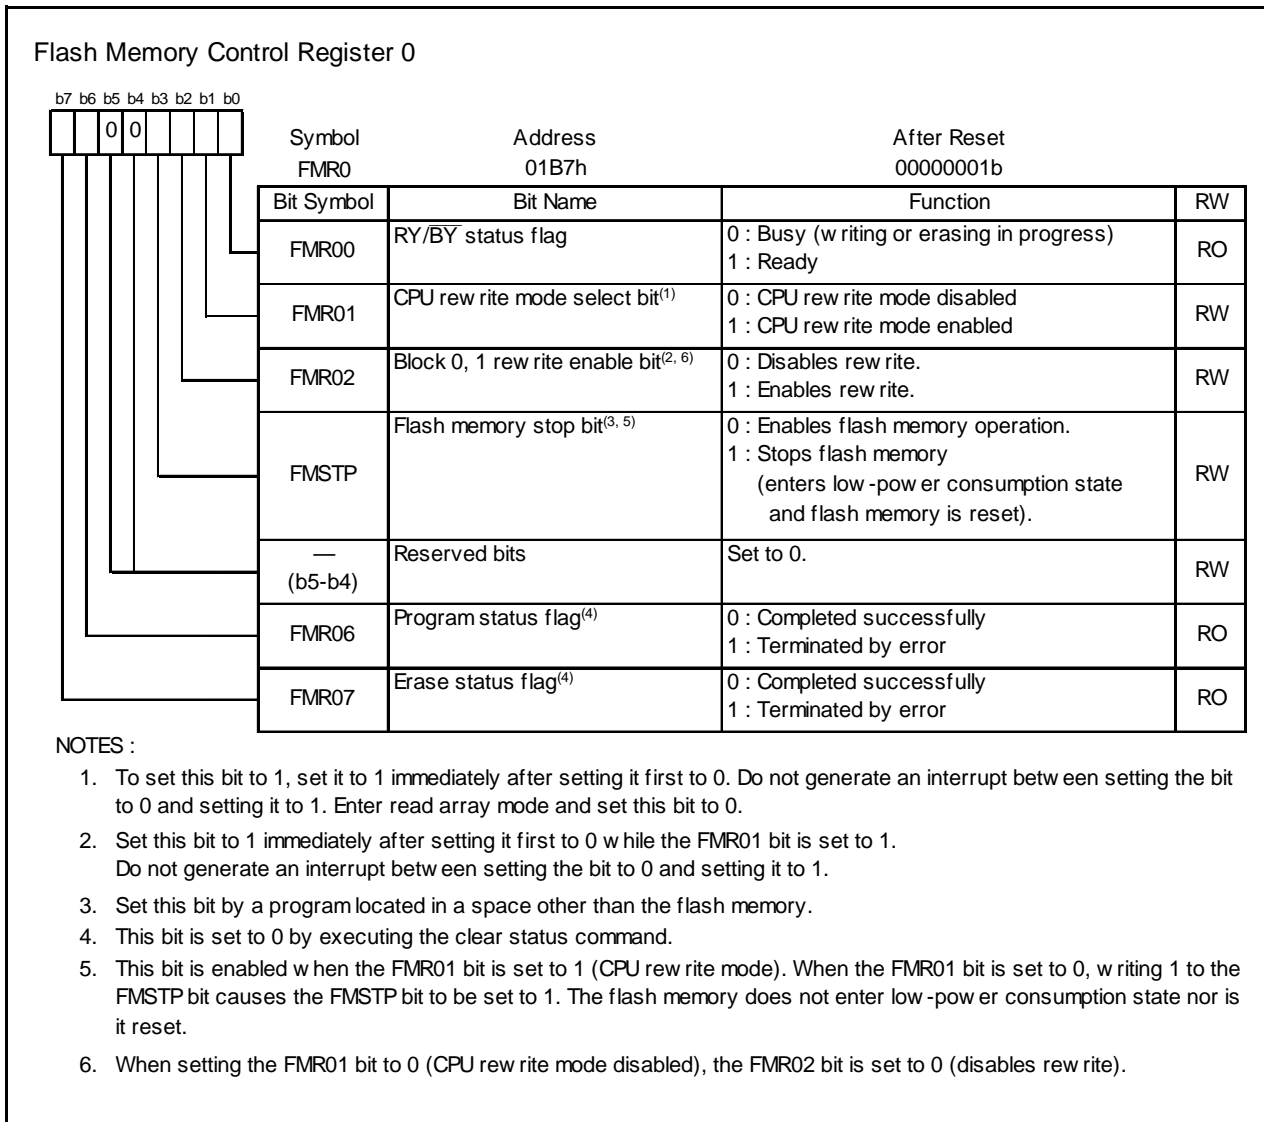 Flash Memory Control Register 0
b7 b6 b5 b4 b3 b2 b1 b0
0 0
Symbol Address After Reset
FMR0 01B7h 00000001b
Bit Symbol Bit Name Function RW
FMR00 RY/BY status flag 0 : Busy (writing or erasing in progress) RO
1 : Ready
FMR01 CPU rewrite mode select bit(1) 0 : CPU rewrite mode disabled RW
1 : CPU rewrite mode enabled
FMR02 Block 0, 1 rewrite enable bit(2, 6) 0 : Disables rewrite. RW
1 : Enables rewrite.
FMSTP Flash memory stop bit(3, 5) 0 : Enables flash memory operation. RW
1 : Stops flash memory
(enters low-power consumption state
and flash memory is reset).
— Reserved bits Set to 0. RW
(b5-b4)
FMR06 Program status flag(4) 0 : Completed successfully RO
1 : Terminated by error
FMR07 Erase status flag(4) 0 : Completed successfully RO
1 : Terminated by error
NOTES :
1. To set this bit to 1, set it to 1 immediately after setting it first to 0. Do not generate an interrupt between setting the bit
to 0 and setting it to 1. Enter read array mode and set this bit to 0.
2. Set this bit to 1 immediately after setting it first to 0 while the FMR01 bit is set to 1.
Do not generate an interrupt between setting the bit to 0 and setting it to 1.
3. Set this bit by a program located in a space other than the flash memory.
4. This bit is set to 0 by executing the clear status command.
5. This bit is enabled when the FMR01 bit is set to 1 (CPU rewrite mode). When the FMR01 bit is set to 0, writing 1 to the
FMSTP bit causes the FMSTP bit to be set to 1. The flash memory does not enter low-power consumption state nor is
it reset.
6. When setting the FMR01 bit to 0 (CPU rewrite mode disabled), the FMR02 bit is set to 0 (disables rewrite).